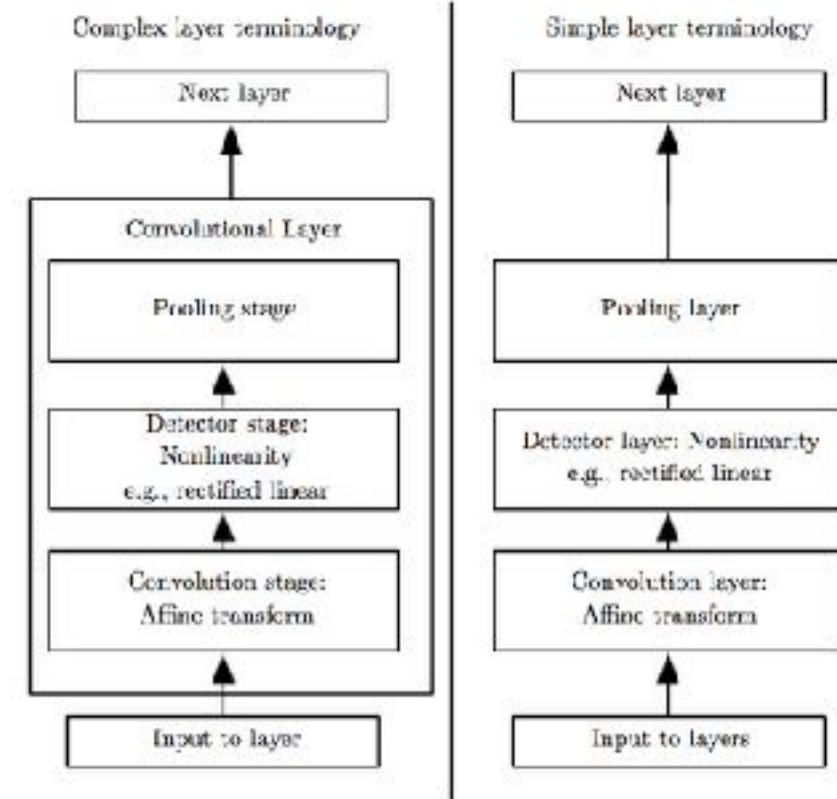 Complex layer terminology
Next layer
Convolutional Layer
Pooling stage
Detector stage:
Nonlinearity
e.g., rectified linear
Convolution stage:
Affine transform
Input to layer
Simple layer terminology
Next layer
Pooling layer
Detector layer: Nonlinearity
e.g., rectified linear
Convolution layer:
Affine transform
Input to layers